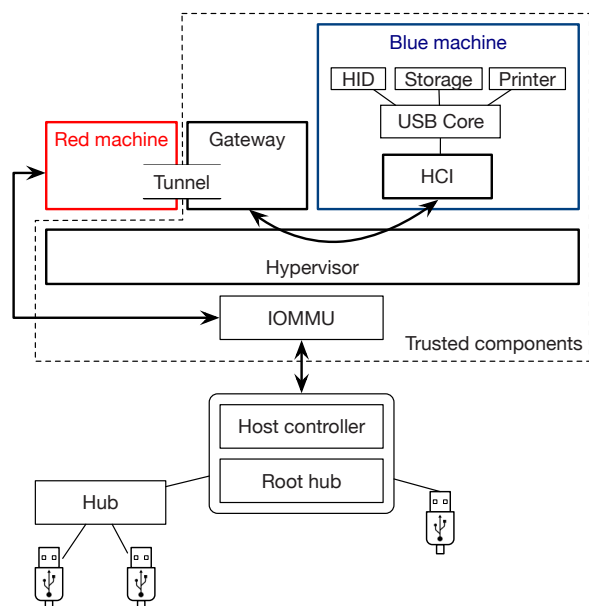 Blue machine
HID
Storage
Printer
USB Core
Red machine
Gateway
Tunnel
HCI
Hypervisor
IOMMU
Trusted components
Host controller
Root hub
Hub